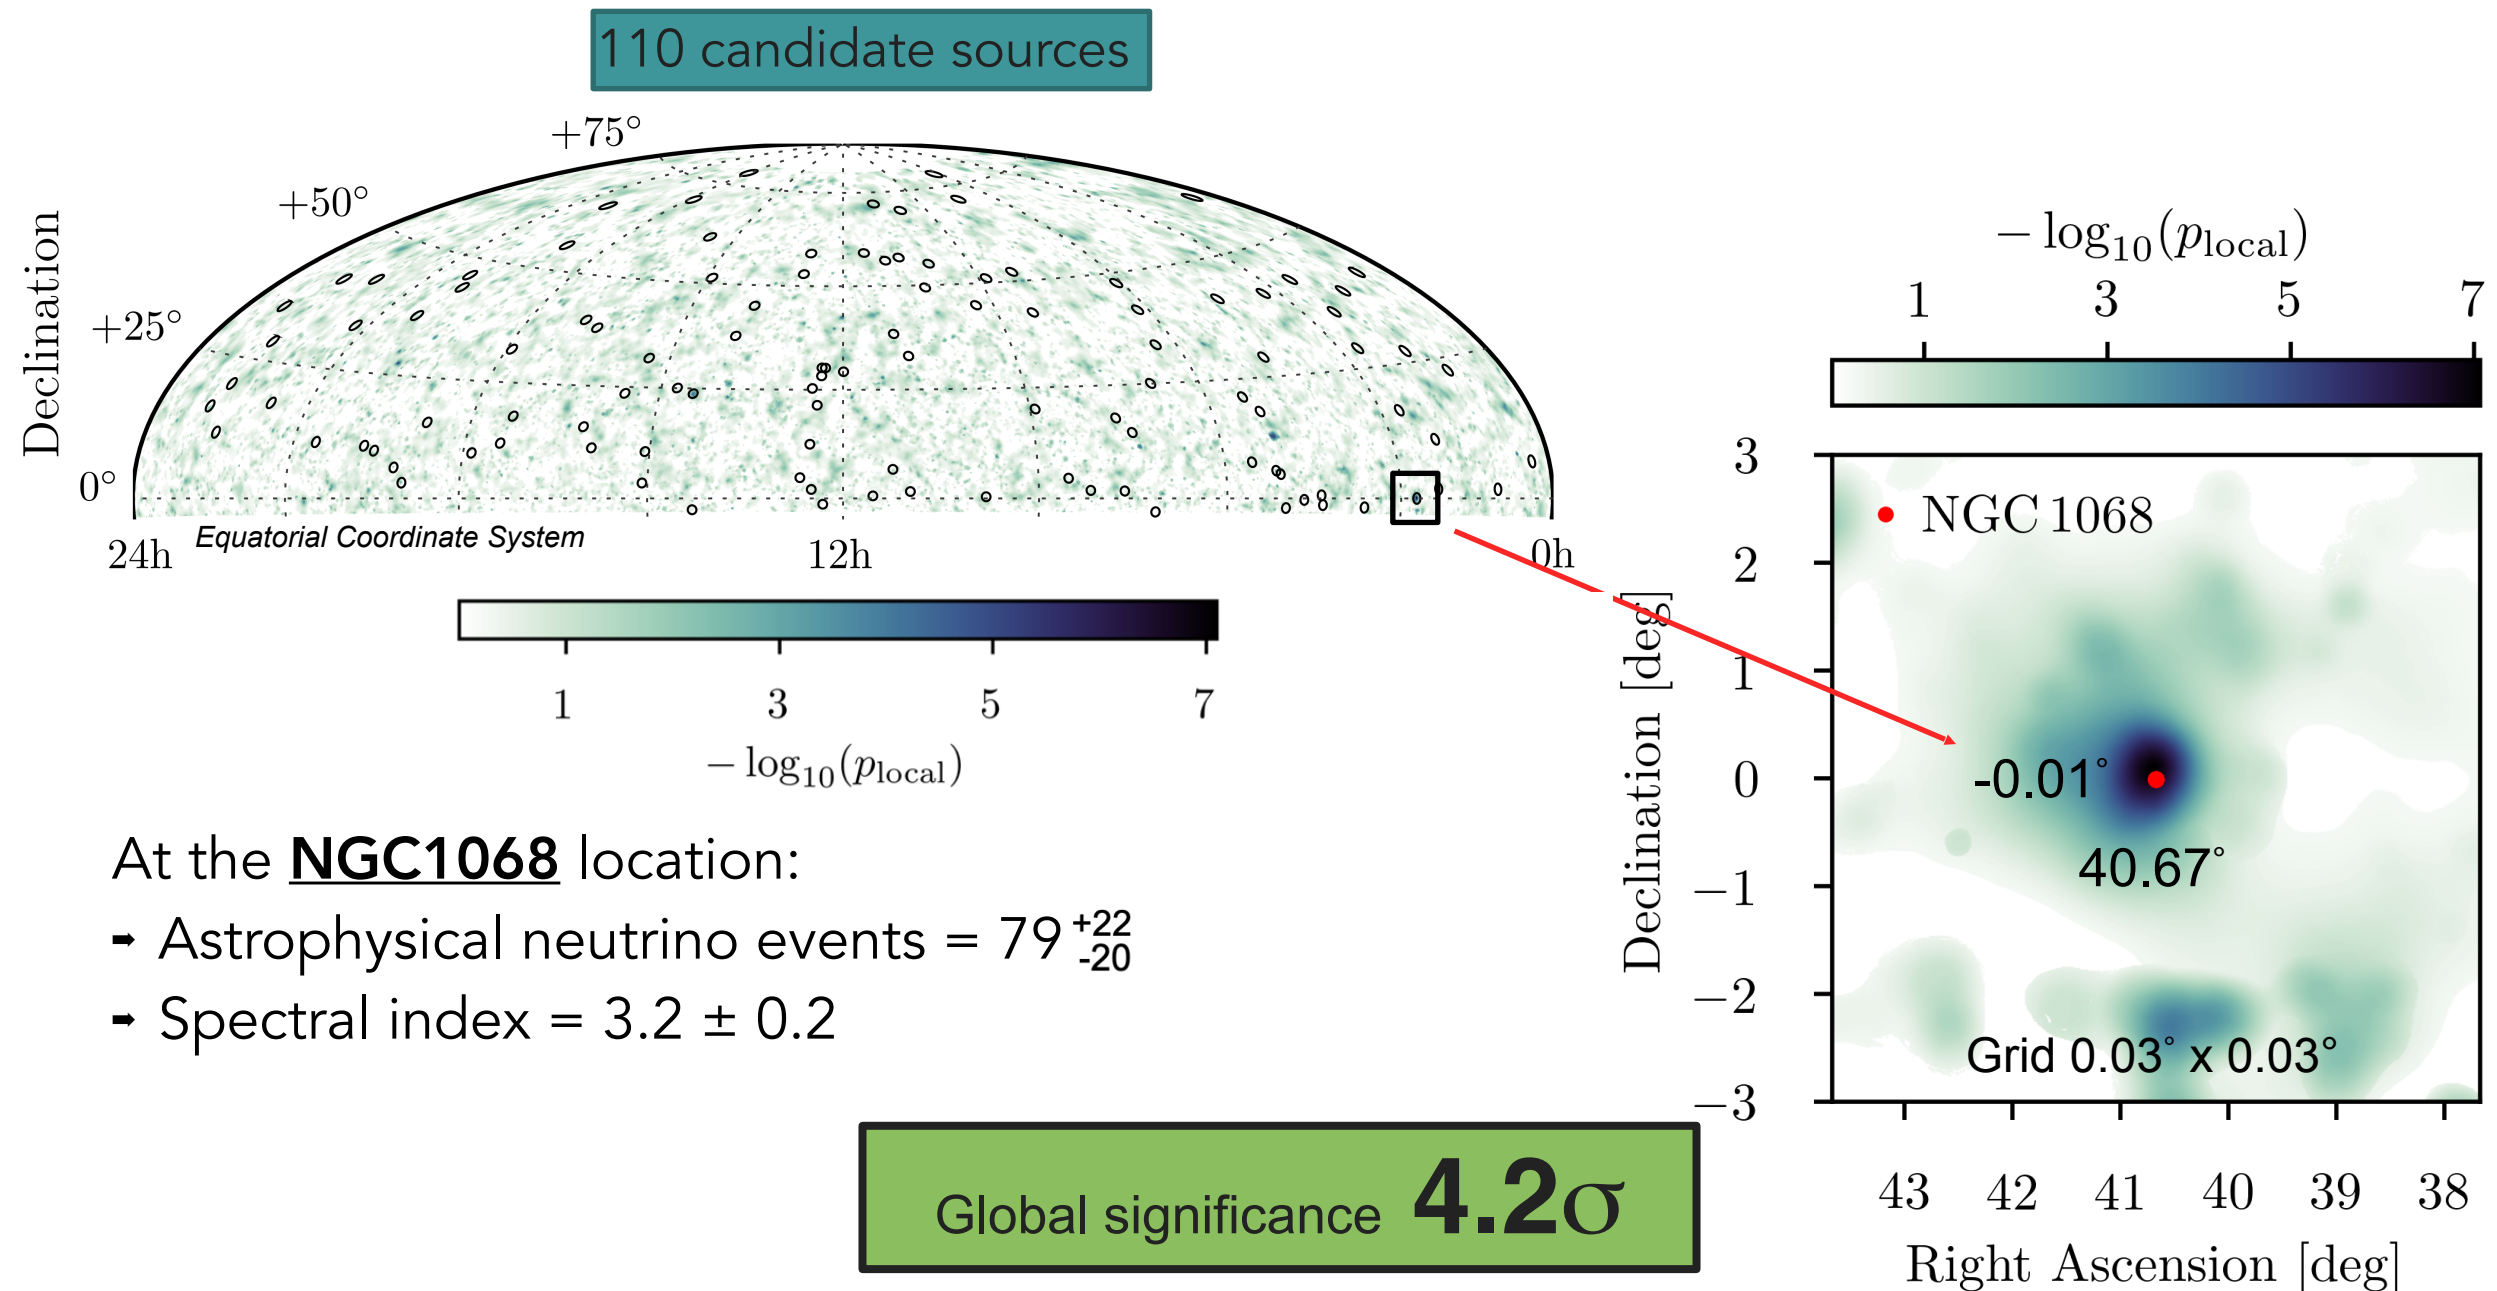 110 candidate sources
+75°
+50°
+25°
0°
Declination
Equatorial Coordinate System
24h
12h
0h
1 3 5 7
− log₁₀(p_local)
At the NGC1068 location:
➡ Astrophysical neutrino events = 79 +22 -20
➡ Spectral index = 3.2 ± 0.2
Global significance 4.2σ
− log₁₀(p_local)
1 3 5 7
NGC 1068
3
2
1
0
−1
−2
−3
Declination [deg]
-0.01°
40.67°
Grid 0.03° x 0.03°
43 42 41 40 39 38
Right Ascension [deg]